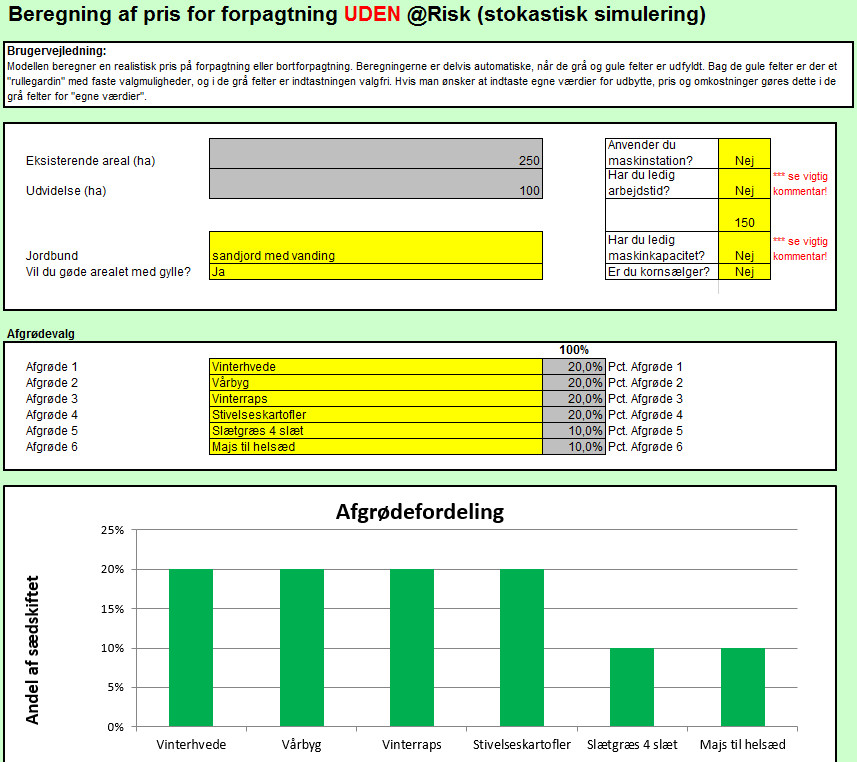 Beregning af pris for forpagtning UDEN @Risk (stokastisk simulering)
Brugervejledning:
Modellen beregner en realistisk pris på forpagtning eller bortforpagtning. Beregningerne er delvis automatiske, når de grå og gule felter er udfyldt. Bag de gule felter er der et
"rullegardin" med faste valgmuligheder, og i de grå felter er indtastningen valgfri. Hvis man ønsker at indtaste egne værdier for udbytte, pris og omkostninger gøres dette i de
grå felter for "egne værdier".
Eksisterende areal (ha) 250
Anvender du
maskinstation? Nej
Udvidelse (ha) 100
Har du ledig
arbejdstid? Nej
*** se vigtig
kommentar!
150
Jordbund sandjord med vanding
Har du ledig
maskinkapacitet? Nej
*** se vigtig
kommentar!
Vil du gøde arealet med gylle? Ja
Er du kornsælger? Nej
Afgrødevalg
100%
Afgrøde 1 Vinterhvede 20,0% Pct. Afgrøde 1
Afgrøde 2 Vårbyg 20,0% Pct. Afgrøde 2
Afgrøde 3 Vinterraps 20,0% Pct. Afgrøde 3
Afgrøde 4 Stivelseskartofler 20,0% Pct. Afgrøde 4
Afgrøde 5 Slætgræs 4 slæt 10,0% Pct. Afgrøde 5
Afgrøde 6 Majs til helsæd 10,0% Pct. Afgrøde 6
Afgrødefordeling
Andel af sædskiftet
25%
20%
15%
10%
5%
0%
Vinterhvede Vårbyg Vinterraps Stivelseskartofler Slætgræs 4 slæt Majs til helsæd